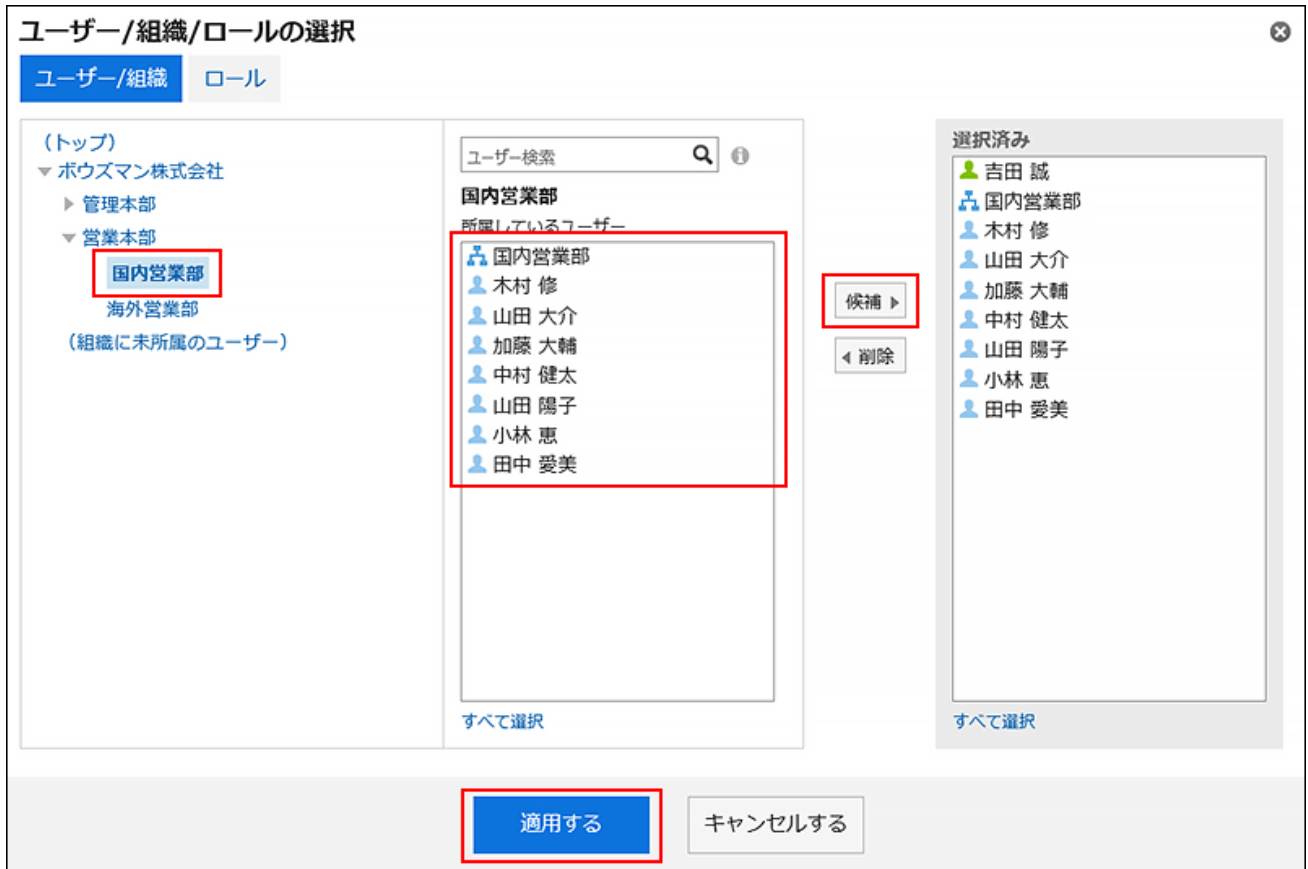 ユーザー/組織/ロールの選択
ユーザー/組織
ロール
(トップ)
ボウズマン株式会社
管理本部
営業本部
国内営業部
海外営業部
(組織に未所属のユーザー)
ユーザー検索
国内営業部
所属しているユーザー
国内営業部
木村 修
山田 大介
加藤 大輔
中村 健太
山田 陽子
小林 恵
田中 愛美
すべて選択
候補
削除
選択済み
吉田 誠
国内営業部
木村 修
山田 大介
加藤 大輔
中村 健太
山田 陽子
小林 恵
田中 愛美
すべて選択
適用する
キャンセルする